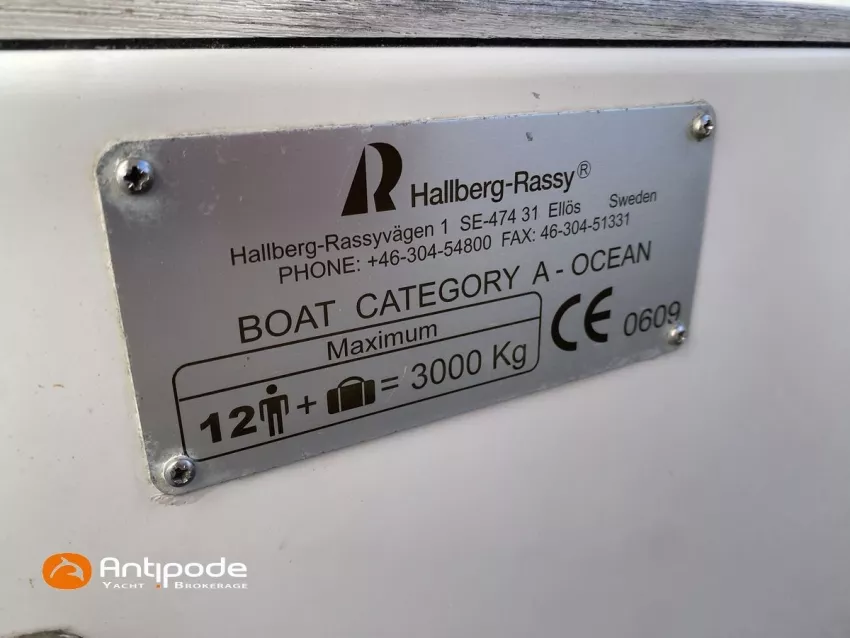 Hallberg-Rassy®
Hallberg-Rassyvägen 1 SE-474 31 Ellös Sweden
PHONE: +46-304-54800 FAX: 46-304-51331
BOAT CATEGORY A - OCEAN
Maximum
12 + = 3000 Kg
CE 0609
Antipode
YACHT . BROKERAGE